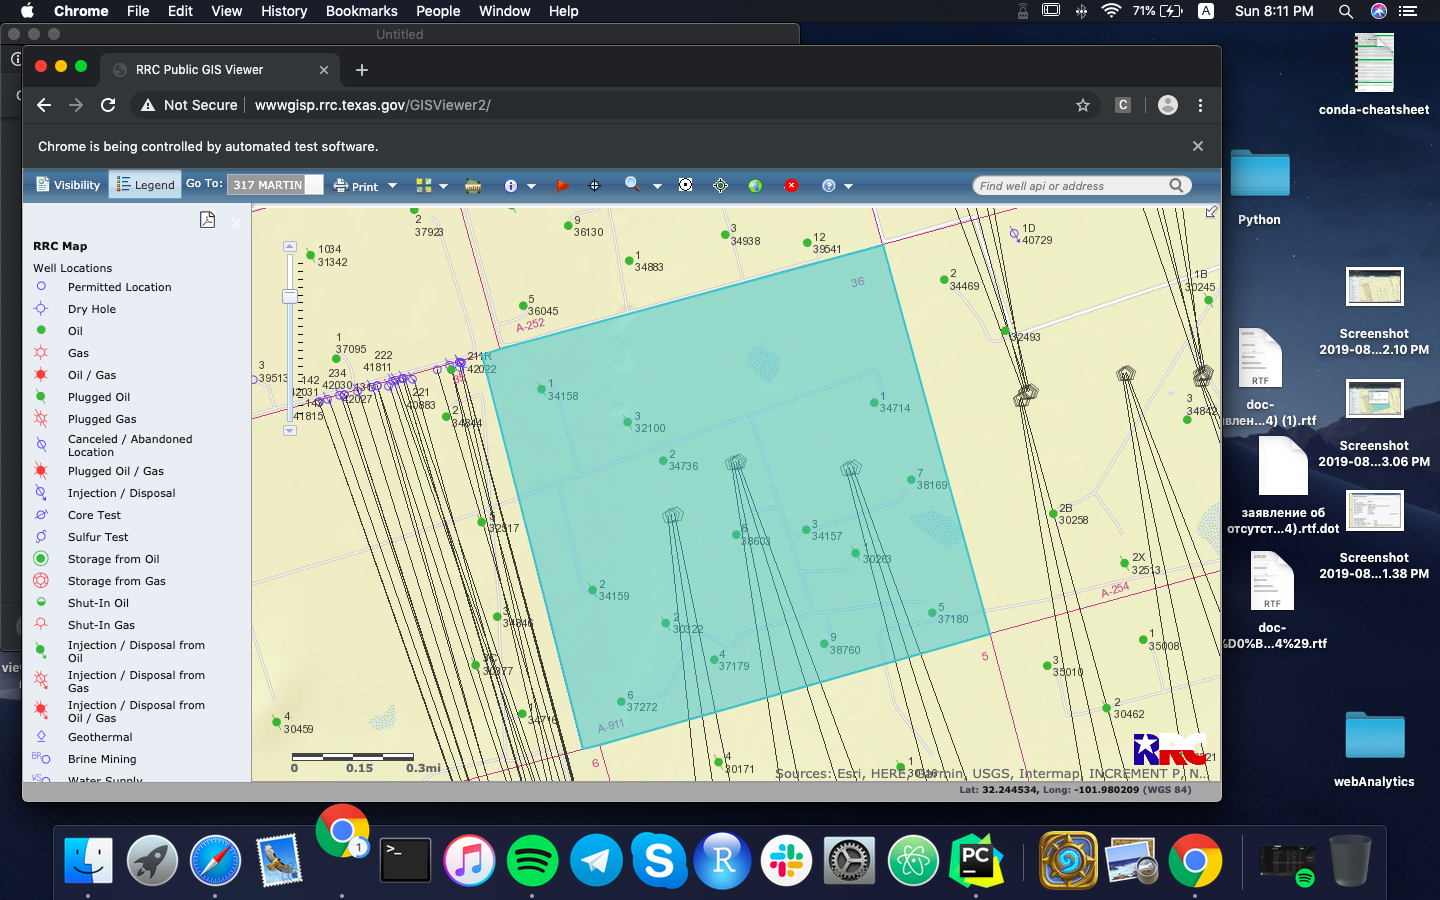 Chrome File Edit View History Bookmarks People Window Help
71% A Sun 8:11 PM
Untitled
RRC Public GIS Viewer
Not Secure wwwgisp.rrc.texas.gov/GISViewer2/
C
Chrome is being controlled by automated test software.
Visibility Legend Go To: 317 MARTIN Print
Find well api or address
RRC Map
Well Locations
Permitted Location
Dry Hole
Oil
Gas
Oil / Gas
Plugged Oil
Plugged Gas
Canceled / Abandoned
Location
Plugged Oil / Gas
Injection / Disposal
Core Test
Sulfur Test
Storage from Oil
Storage from Gas
Shut-In Oil
Shut-In Gas
Injection / Disposal from
Oil
Injection / Disposal from
Gas
Injection / Disposal from
Oil / Gas
Geothermal
BR Brine Mining
WS Water Supply
2
37923
9
36130
3
34938
12
39541
1D
40729
1034
31342
1
34883
36
2
34469
1B
30245
5
36045
A-252
32493
1
37095
3
39513
222
41811
211R
42022
234
42030
142
42027
221
40883
41815
2
34844
1
34158
3
32100
1
34714
3
34842
2
34736
7
38169
32517
6
38603
3
34157
1
30263
2B
30258
2X
32513
2
34159
A-254
3
34846
2
30322
5
37180
9
38760
1
35008
3C
30377
4
37179
5
3
35010
6
37272
2
30462
4
30459
34716
A-911
6
4
30171
1
RRC
0 0.15 0.3mi
Sources: Esri, HERE, Garmin, USGS, Intermap, INCREMENT P, N...
Lat: 32.244534, Long: -101.980209 (WGS 84)
conda-cheatsheet
Python
Screenshot
2019-08...2.10 PM
RTF
doc-
влен...4) (1).rtf
Screenshot
2019-08...3.06 PM
заявление об
отсутст...4).rtf.dot
Screenshot
2019-08...1.38 PM
RTF
doc-
%D0%B...4%29.rtf
webAnalytics
1
>_
S
R
PC